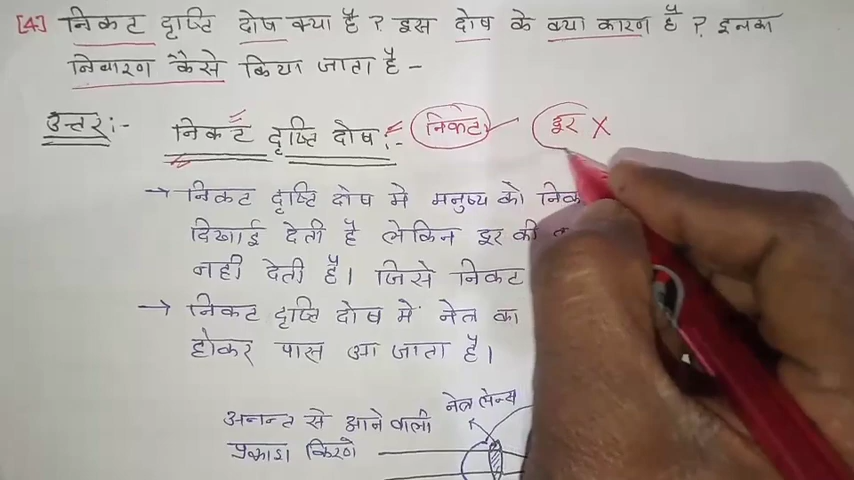 [4] निकट दृष्टि दोष क्या है? इस दोष के क्या कारण है? इनका
निवारण कैसे किया जाता है -
उत्तर:- निकट दृष्टि दोष:- निकट दूर X
→ निकट दृष्टि दोष मे मनुष्य को
दिखाई देती है लेकिन दूर की
नही देती है। जिसे निकट
→ निकट दृष्टि दोष में नेत्र का
होकर पास आ जाता है।
अनन्त से आने वाली नेत्र लेन्स
प्रकाश किरणे